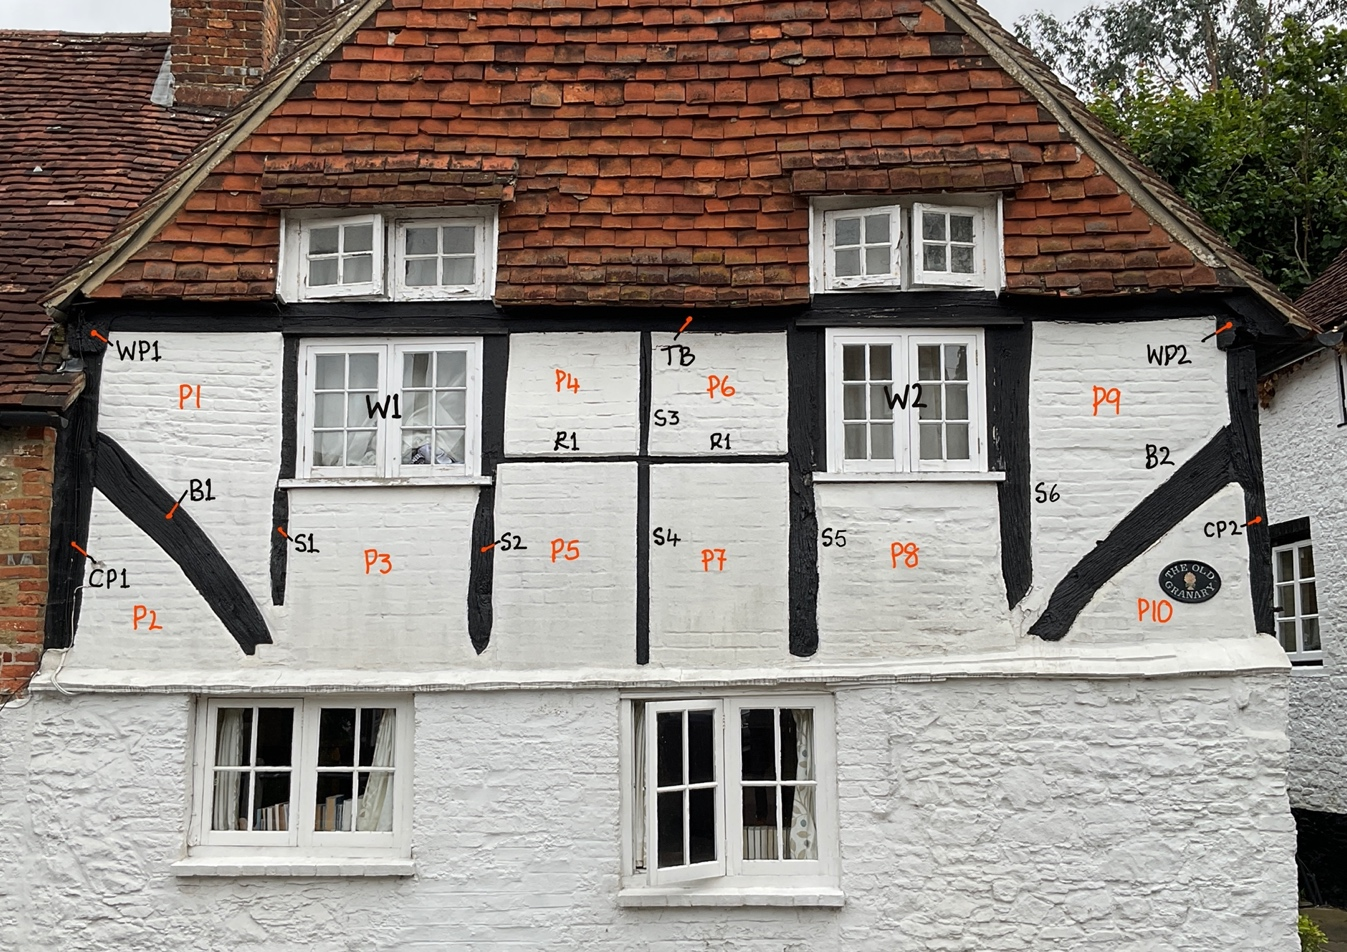 WP1
P1
W1
P4
R1
TB
P6
S3
R1
W2
P9
WP2
B2
B1
S1
P3
S2
P5
S4
P7
S5
P8
S6
CP2
CP1
P2
THE OLD
GRANARY
P10